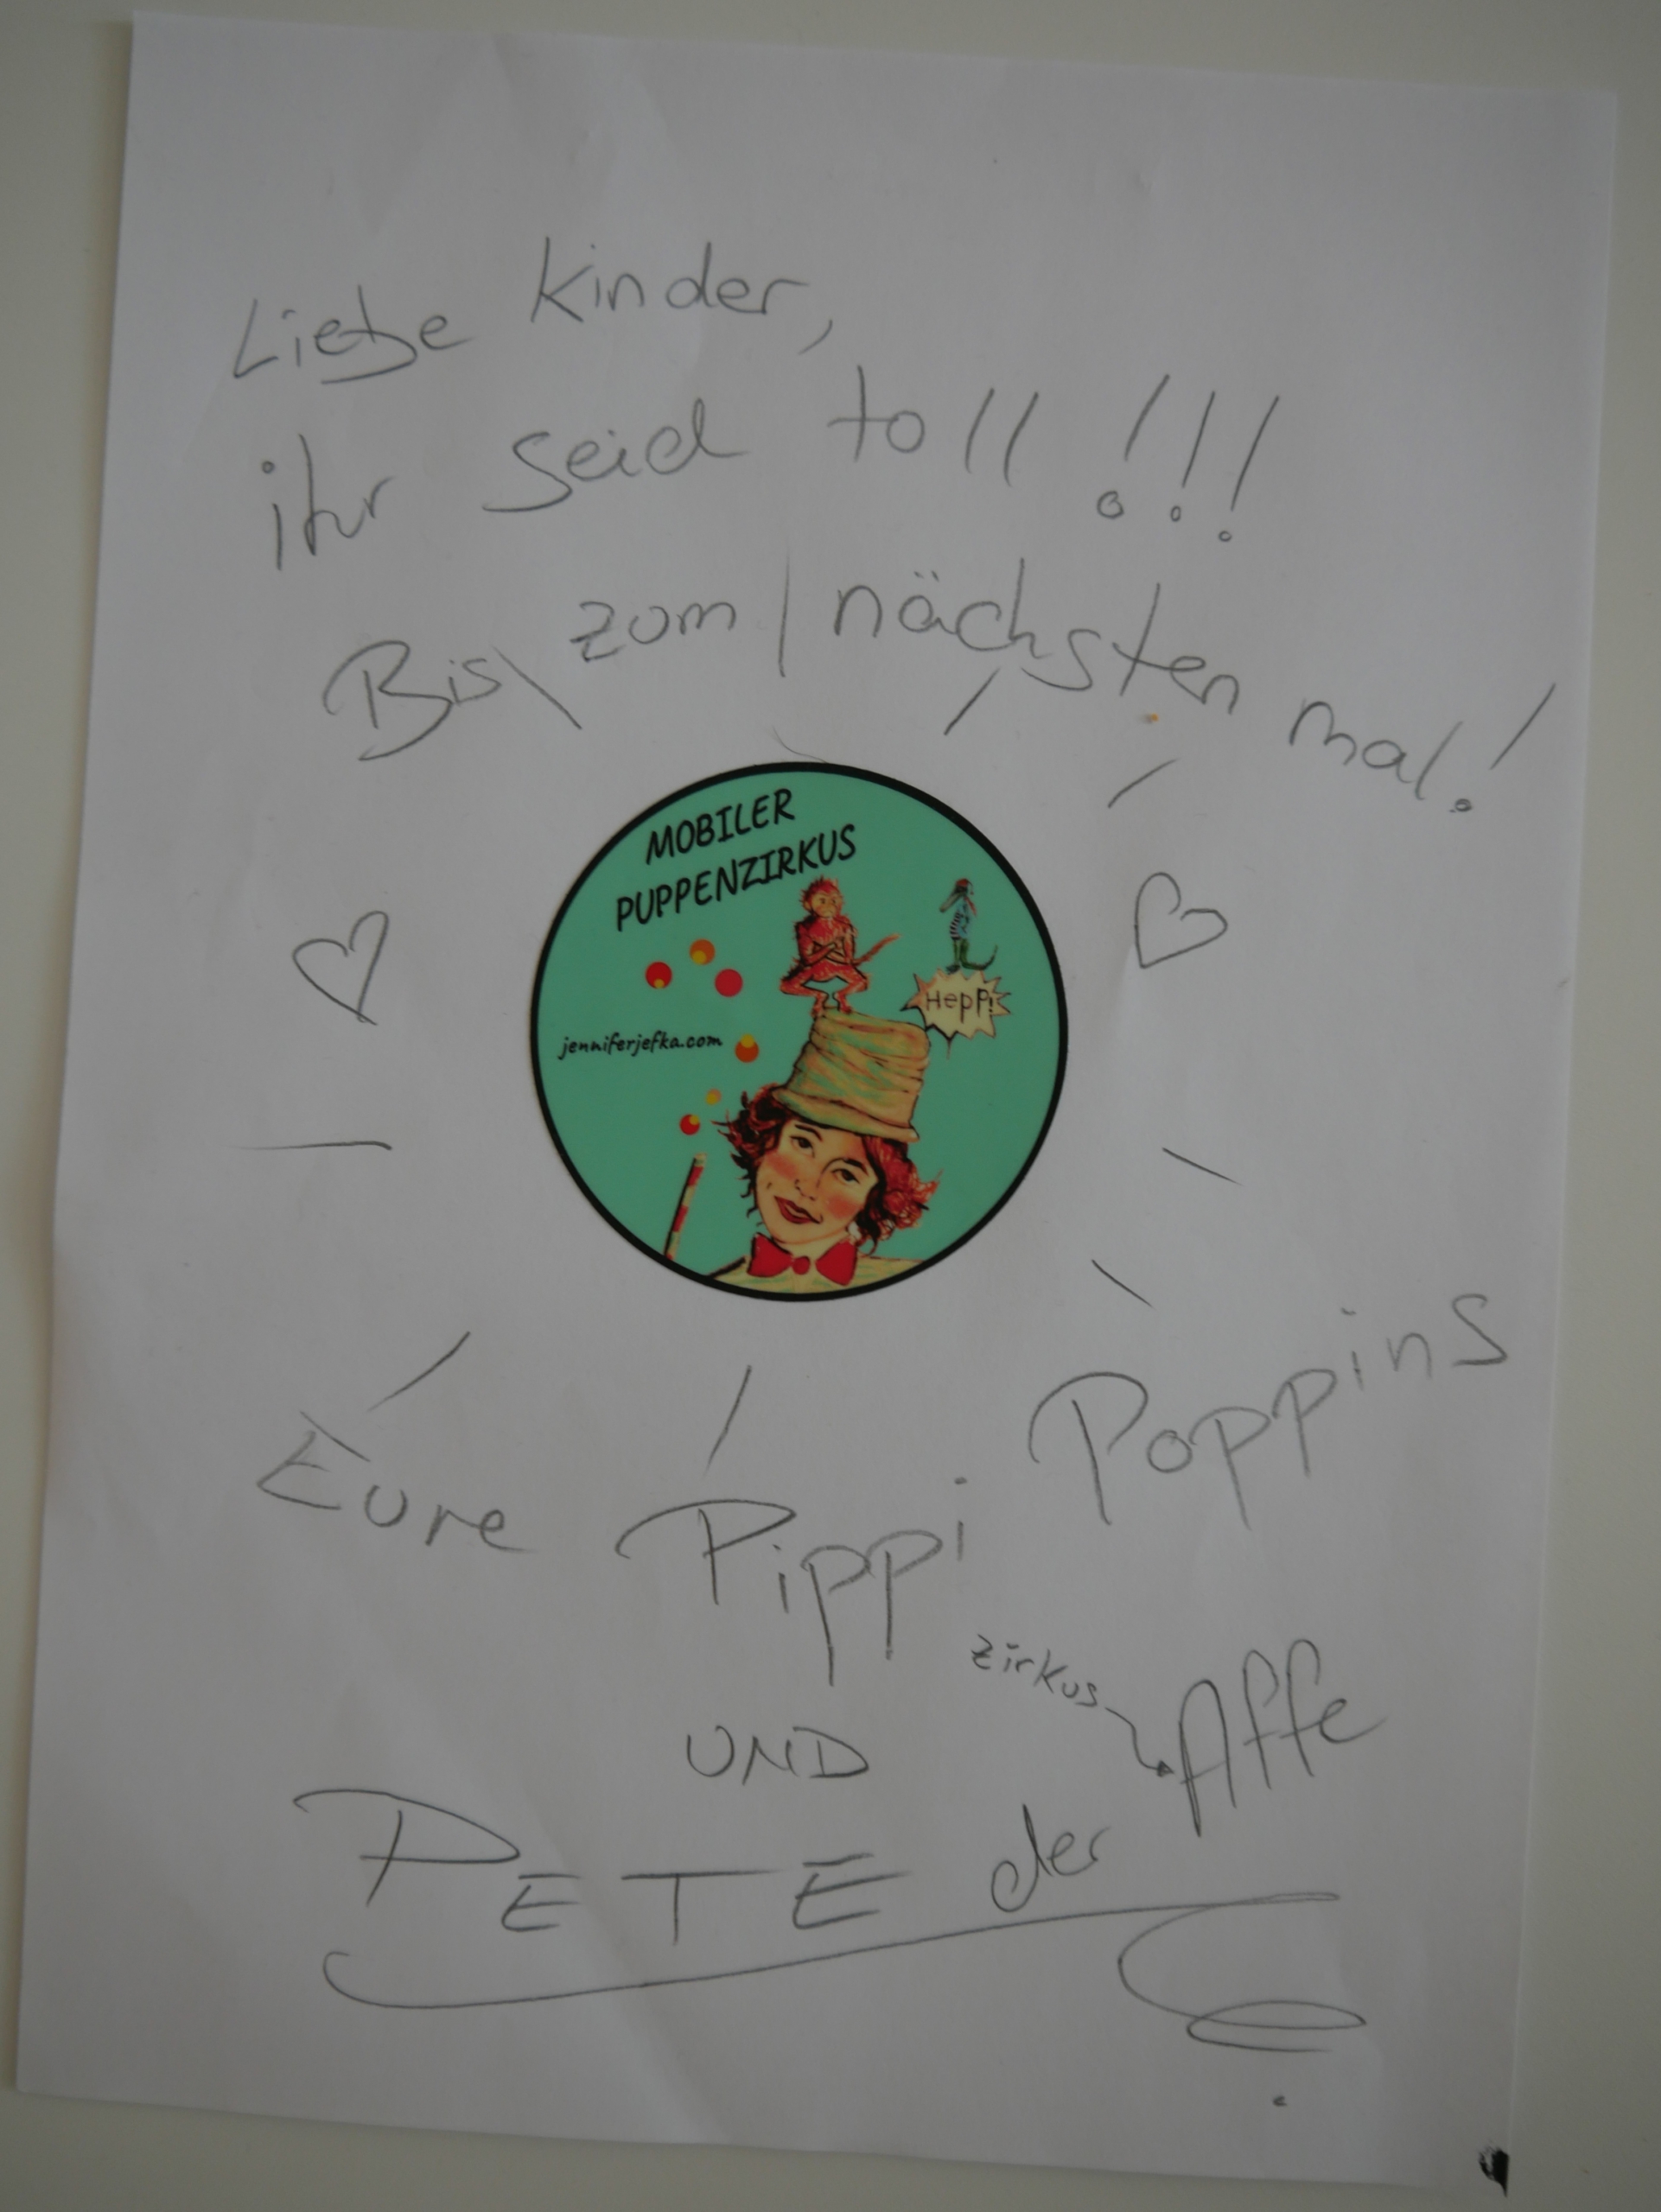 Liebe Kinder,
ihr seid toll!!!
Bis zum nächsten mal!
MOBILER
PUPPENZIRKUS
Hepp!
jenniferjefka.com
Eure Pippi Poppins
UND
zirkus
PETE der Affe